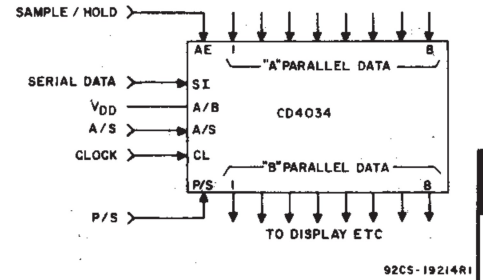 SAMPLE / HOLD
AE 1 8
"A" PARALLEL DATA
SERIAL DATA SI
VDD A/B
CD4034
A/S A/S
CLOCK CL
"B" PARALLEL DATA
P/S 1 8
P/S
TO DISPLAY ETC
92CS-19214R1